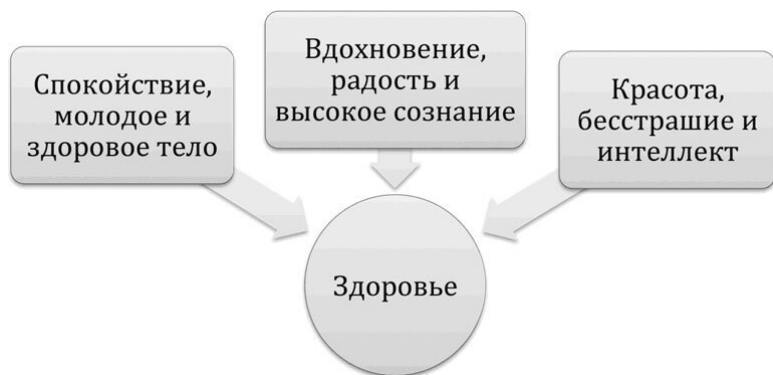 Спокойствие,
молодое и
здоровое тело
Вдохновение,
радость и
высокое сознание
Красота,
бесстрашие и
интеллект
Здоровье